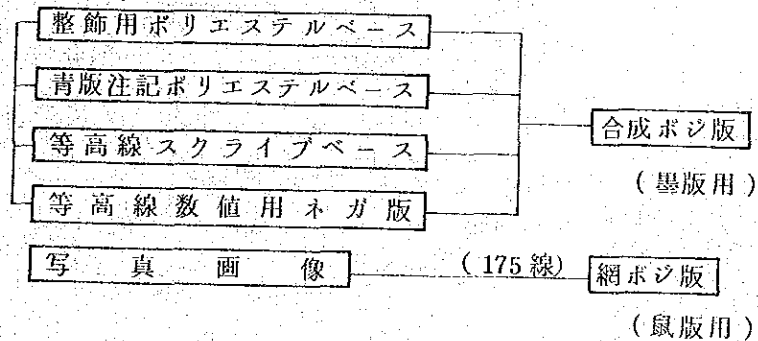 整飾用ポリエステルベース
青版注記ポリエステルベース
等高線スクライブベース
合成ポジ版
(墨版用)
等高線数値用ネガ版
写真画像
(175線)
網ポジ版
(鼠版用)